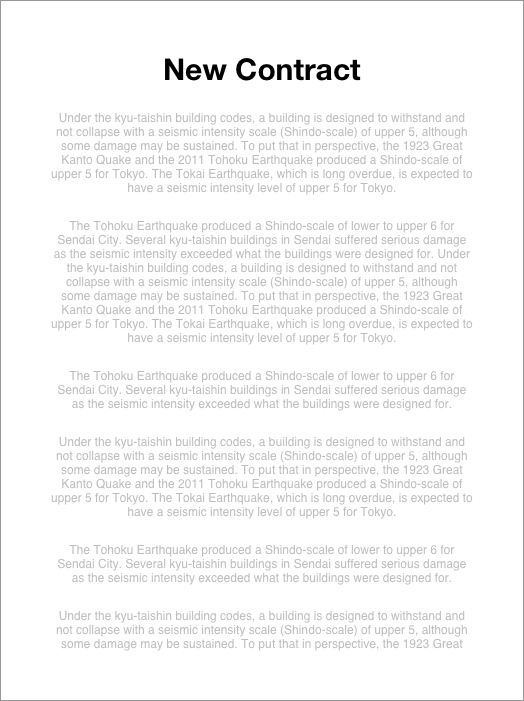 New Contract
Under the kyu-taishin building codes, a building is designed to withstand and
not collapse with a seismic intensity scale (Shindo-scale) of upper 5, although
some damage may be sustained. To put that in perspective, the 1923 Great
Kanto Quake and the 2011 Tohoku Earthquake produced a Shindo-scale of
upper 5 for Tokyo. The Tokai Earthquake, which is long overdue, is expected to
have a seismic intensity level of upper 5 for Tokyo.
The Tohoku Earthquake produced a Shindo-scale of lower to upper 6 for
Sendai City. Several kyu-taishin buildings in Sendai suffered serious damage
as the seismic intensity exceeded what the buildings were designed for. Under
the kyu-taishin building codes, a building is designed to withstand and not
collapse with a seismic intensity scale (Shindo-scale) of upper 5, although
some damage may be sustained. To put that in perspective, the 1923 Great
Kanto Quake and the 2011 Tohoku Earthquake produced a Shindo-scale of
upper 5 for Tokyo. The Tokai Earthquake, which is long overdue, is expected to
have a seismic intensity level of upper 5 for Tokyo.
The Tohoku Earthquake produced a Shindo-scale of lower to upper 6 for
Sendai City. Several kyu-taishin buildings in Sendai suffered serious damage
as the seismic intensity exceeded what the buildings were designed for.
Under the kyu-taishin building codes, a building is designed to withstand and
not collapse with a seismic intensity scale (Shindo-scale) of upper 5, although
some damage may be sustained. To put that in perspective, the 1923 Great
Kanto Quake and the 2011 Tohoku Earthquake produced a Shindo-scale of
upper 5 for Tokyo. The Tokai Earthquake, which is long overdue, is expected to
have a seismic intensity level of upper 5 for Tokyo.
The Tohoku Earthquake produced a Shindo-scale of lower to upper 6 for
Sendai City. Several kyu-taishin buildings in Sendai suffered serious damage
as the seismic intensity exceeded what the buildings were designed for.
Under the kyu-taishin building codes, a building is designed to withstand and
not collapse with a seismic intensity scale (Shindo-scale) of upper 5, although
some damage may be sustained. To put that in perspective, the 1923 Great